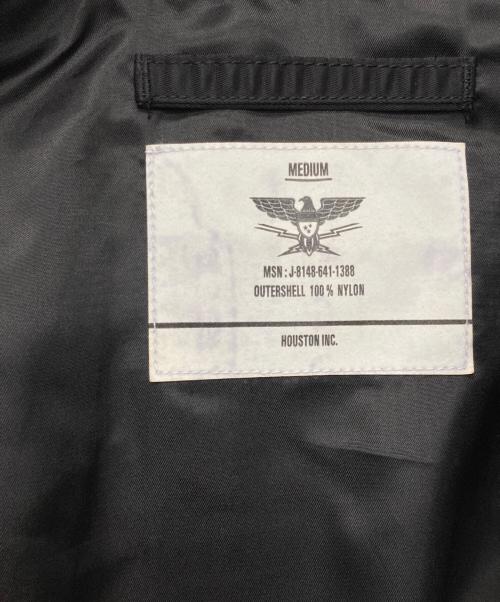 MEDIUM
MSN : J-8148-641-1388
OUTERSHELL 100 % NYLON
HOUSTON INC.